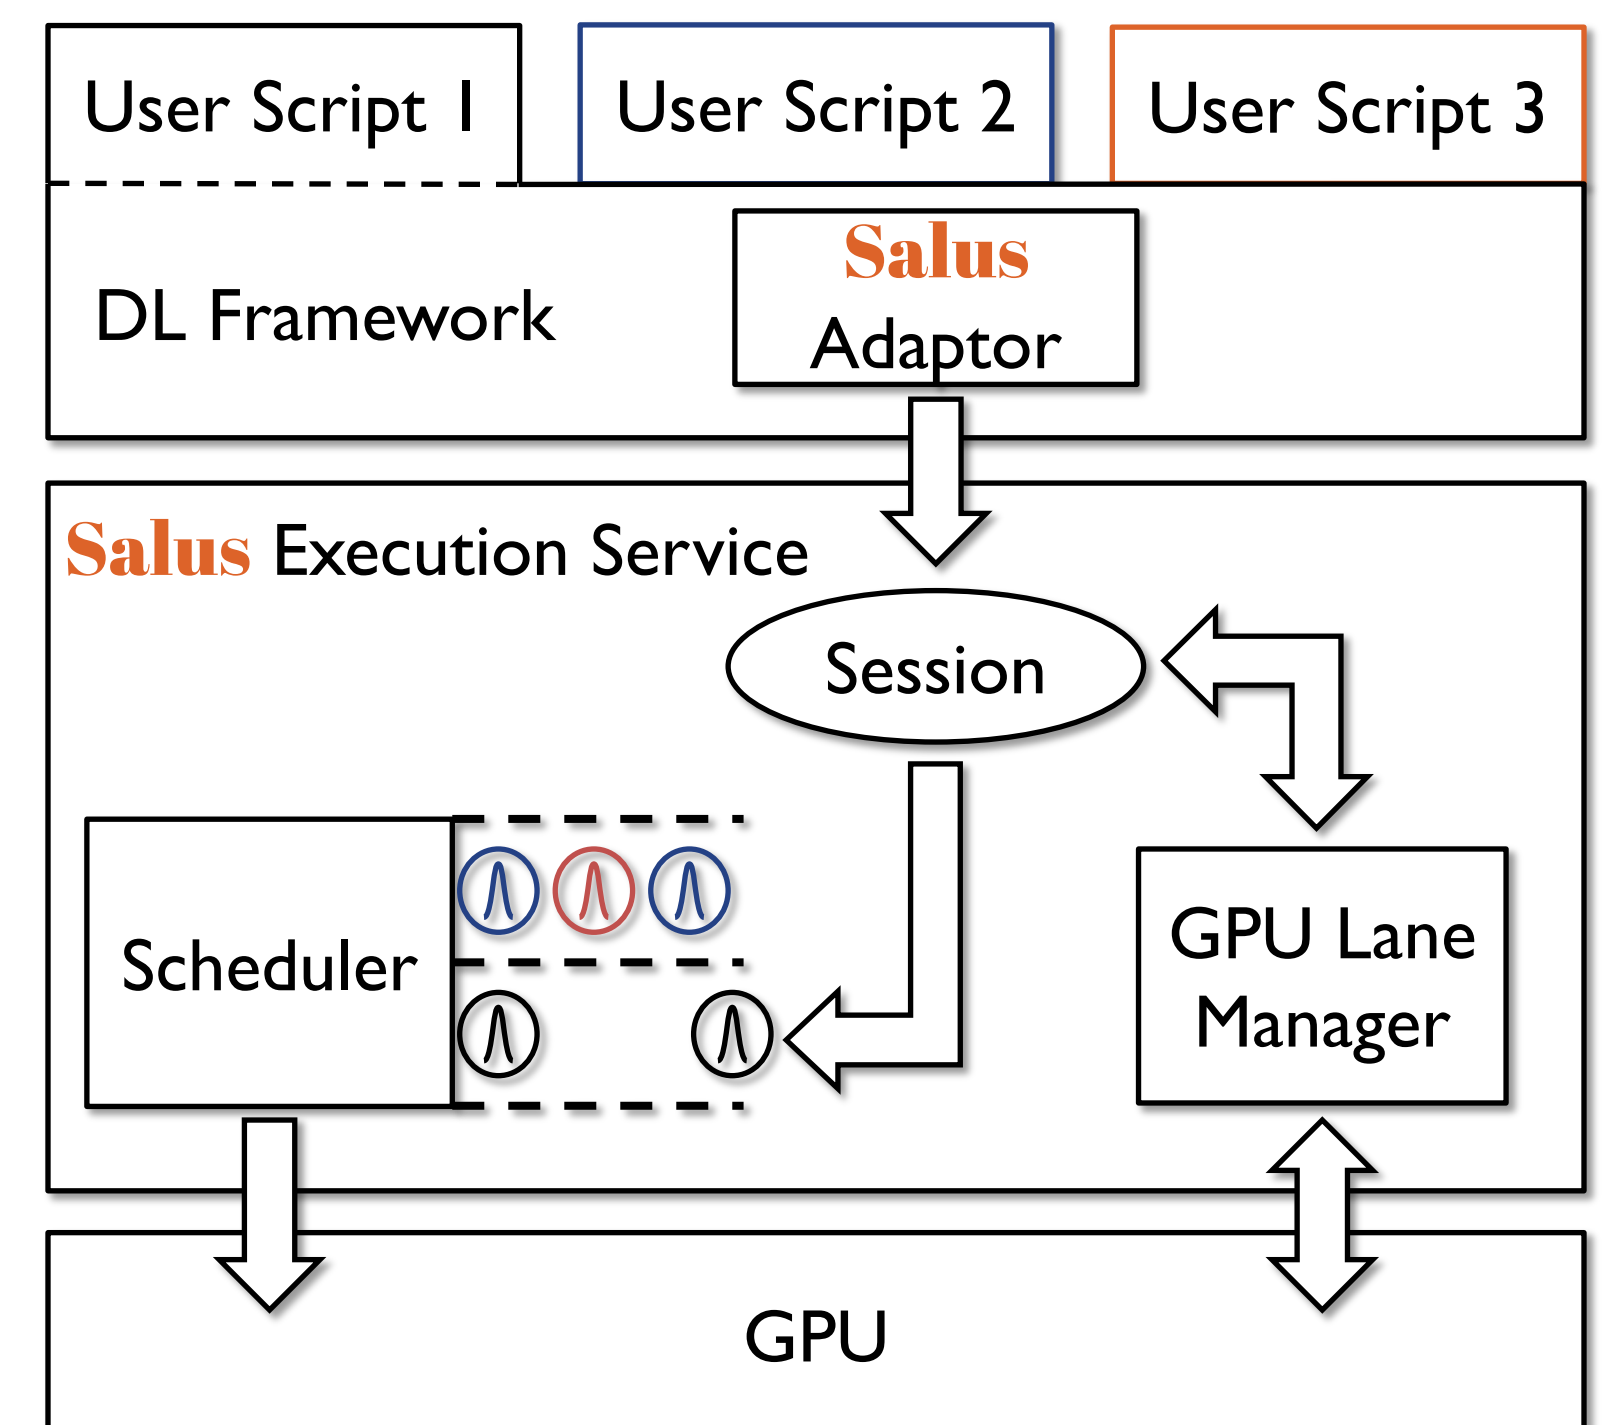 User Script 1
User Script 2
User Script 3
DL Framework
Salus
Adaptor
Salus Execution Service
Session
Scheduler
GPU Lane
Manager
GPU